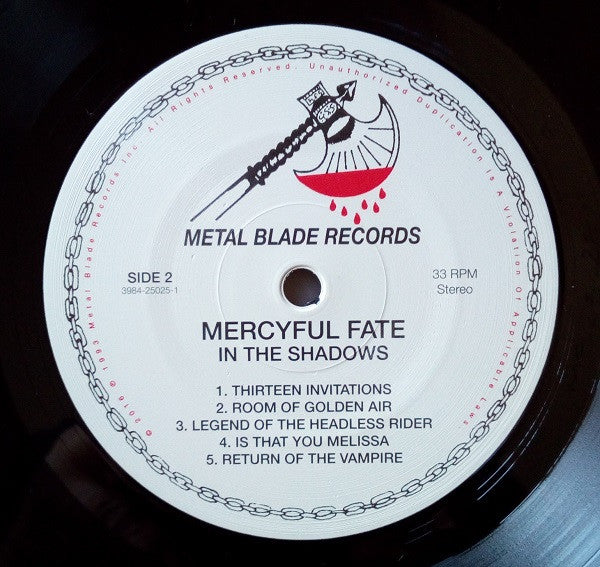 METAL BLADE RECORDS
SIDE 2
3984-25025-1
33 RPM
Stereo
MERCYFUL FATE
IN THE SHADOWS
1. THIRTEEN INVITATIONS
2. ROOM OF GOLDEN AIR
3. LEGEND OF THE HEADLESS RIDER
4. IS THAT YOU MELISSA
5. RETURN OF THE VAMPIRE
© 2016 ℗ 1993 Metal Blade Records Inc. All Rights Reserved. Unauthorized Duplication Is A Violation Of Applicable Laws.